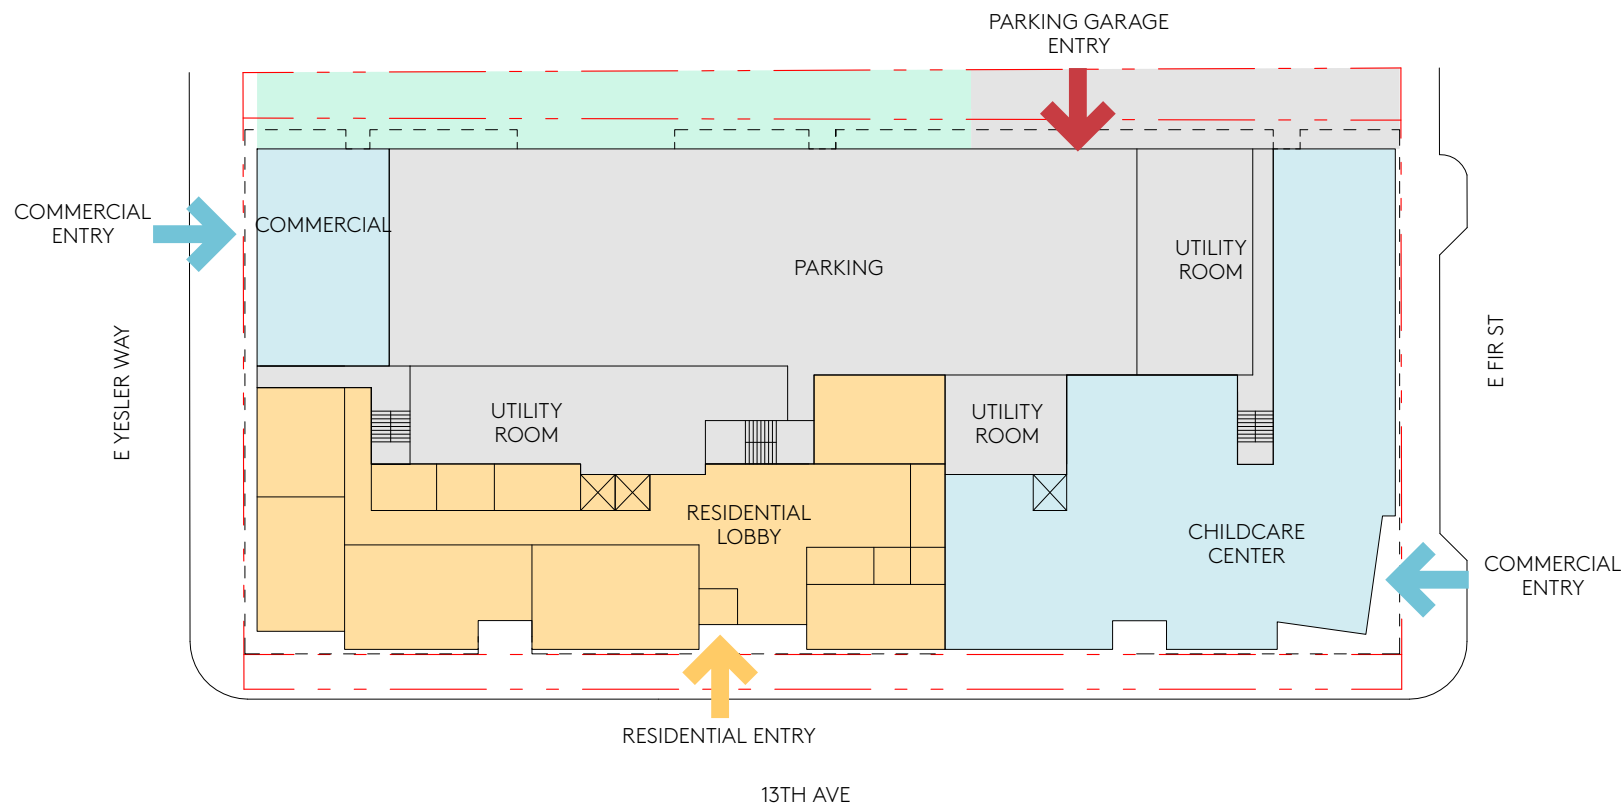 PARKING GARAGE
ENTRY
COMMERCIAL
ENTRY
COMMERCIAL
PARKING
UTILITY
ROOM
E YESLER WAY
E FIR ST
UTILITY
ROOM
UTILITY
ROOM
RESIDENTIAL
LOBBY
CHILDCARE
CENTER
COMMERCIAL
ENTRY
RESIDENTIAL ENTRY
13TH AVE